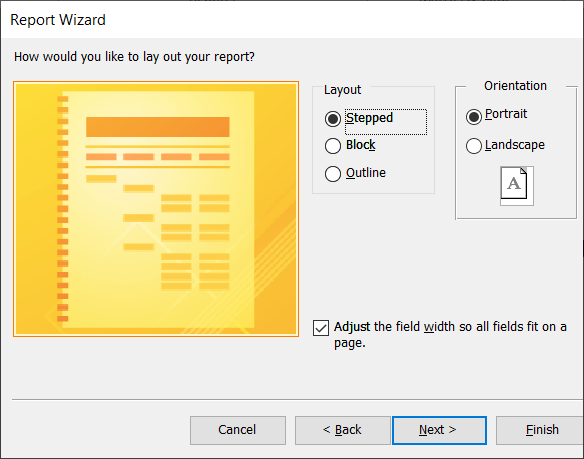 Report Wizard
How would you like to lay out your report?
Layout
Stepped
Block
Outline
Orientation
Portrait
Landscape
A
Adjust the field width so all fields fit on a
page.
Cancel
< Back
Next >
Finish